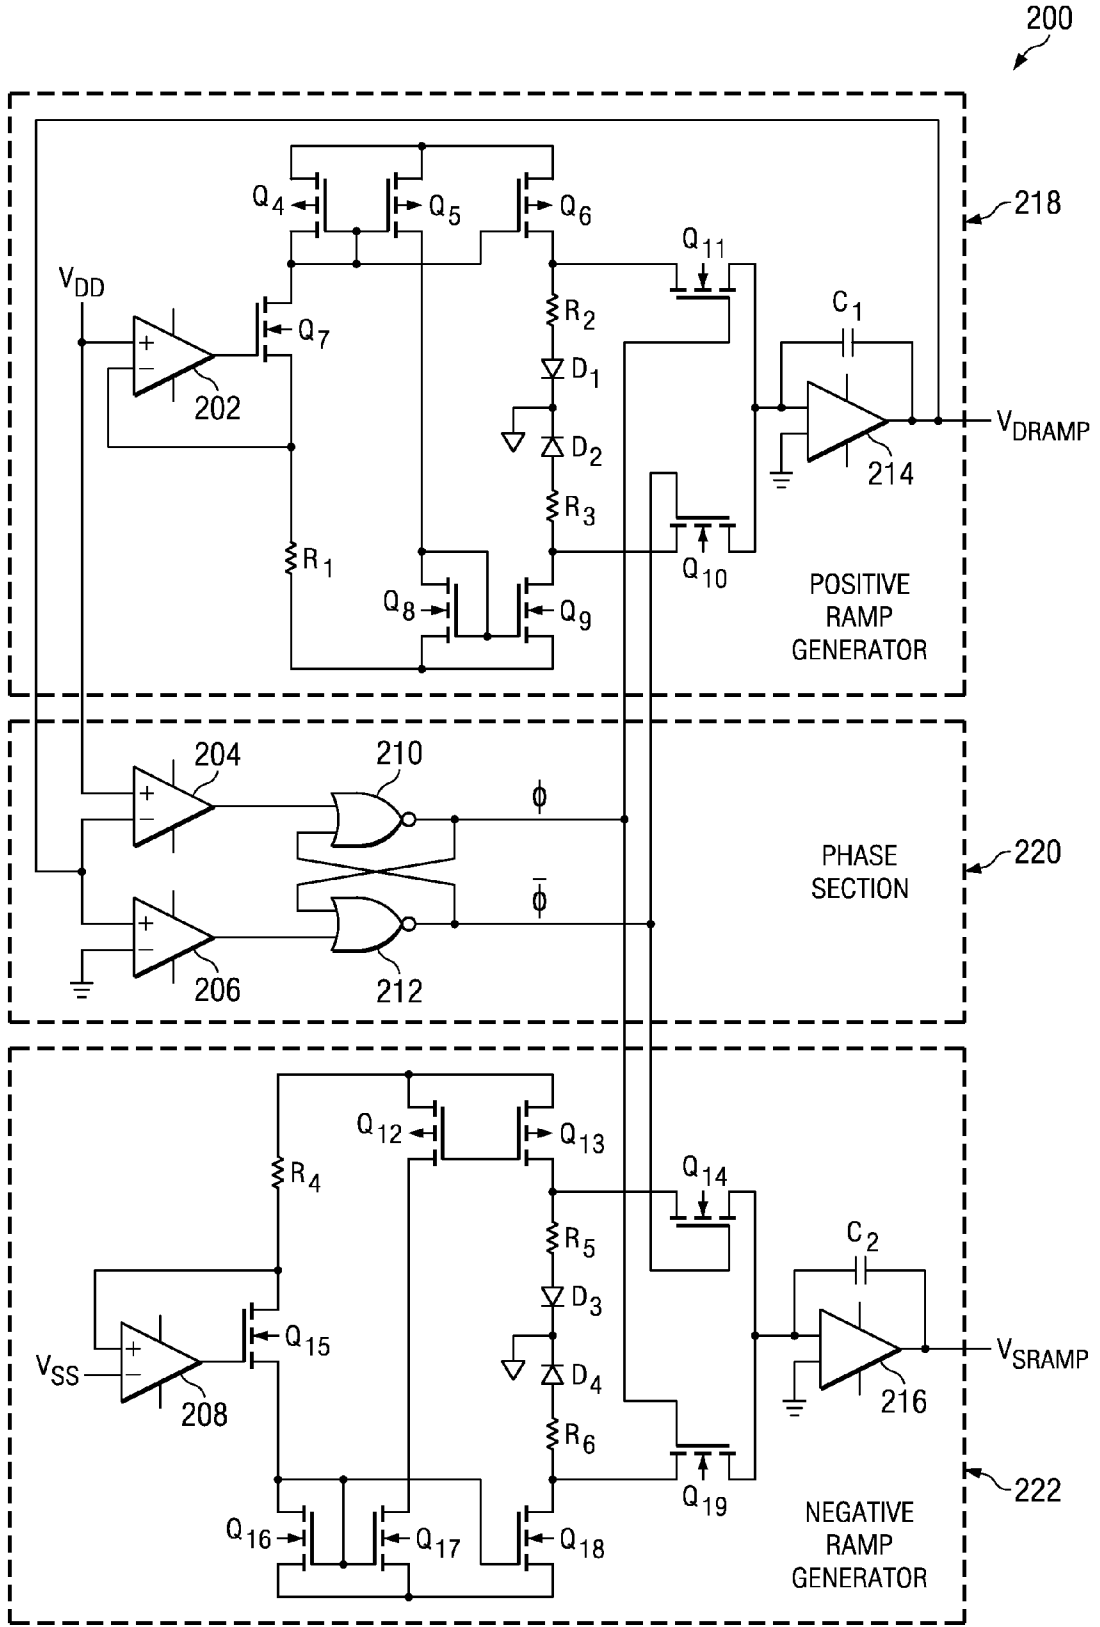 200
218
Q4
Q5
Q6
Q11
VDD
R2
C1
Q7
+
−
202
D1
VDRAMP
D2
214
R3
R1
Q10
Q8
Q9
POSITIVE
RAMP
GENERATOR
204
210
+
−
ϕ
PHASE
SECTION
220
ϕ̅
+
−
206
212
Q12
Q13
R4
Q14
R5
C2
D3
+
−
Q15
VSS
VSRAMP
208
D4
216
R6
Q19
222
Q16
Q17
Q18
NEGATIVE
RAMP
GENERATOR